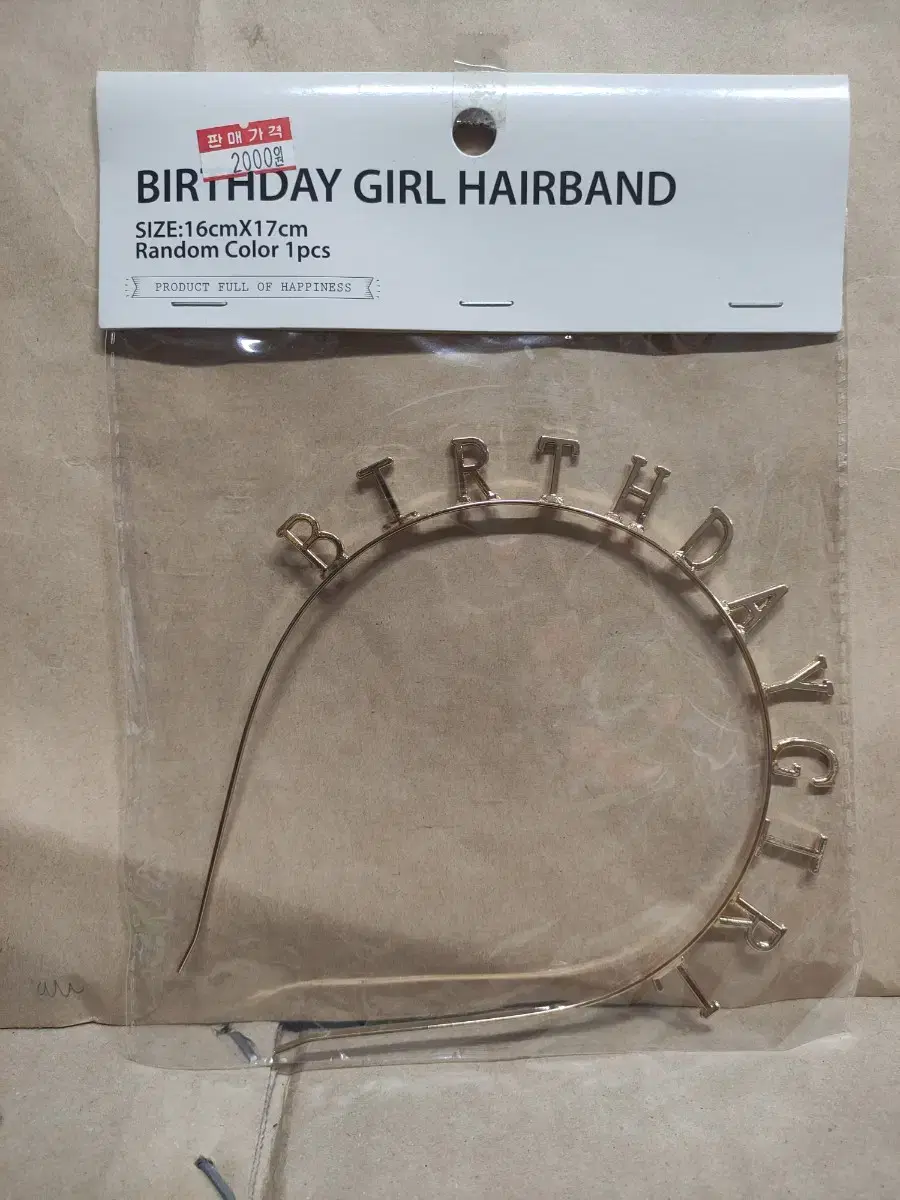 판매가격
2000원
BIRTHDAY GIRL HAIRBAND
SIZE:16cmX17cm
Random Color 1pcs
PRODUCT FULL OF HAPPINESS
BIRTHDAYGIRL